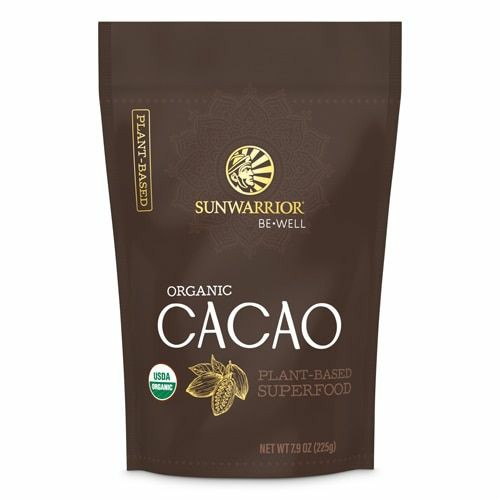 PLANT-BASED
SUNWARRIOR®
BE•WELL
ORGANIC
CACAO
USDA
ORGANIC
PLANT-BASED
SUPERFOOD
NET WT 7.9 OZ (225g)